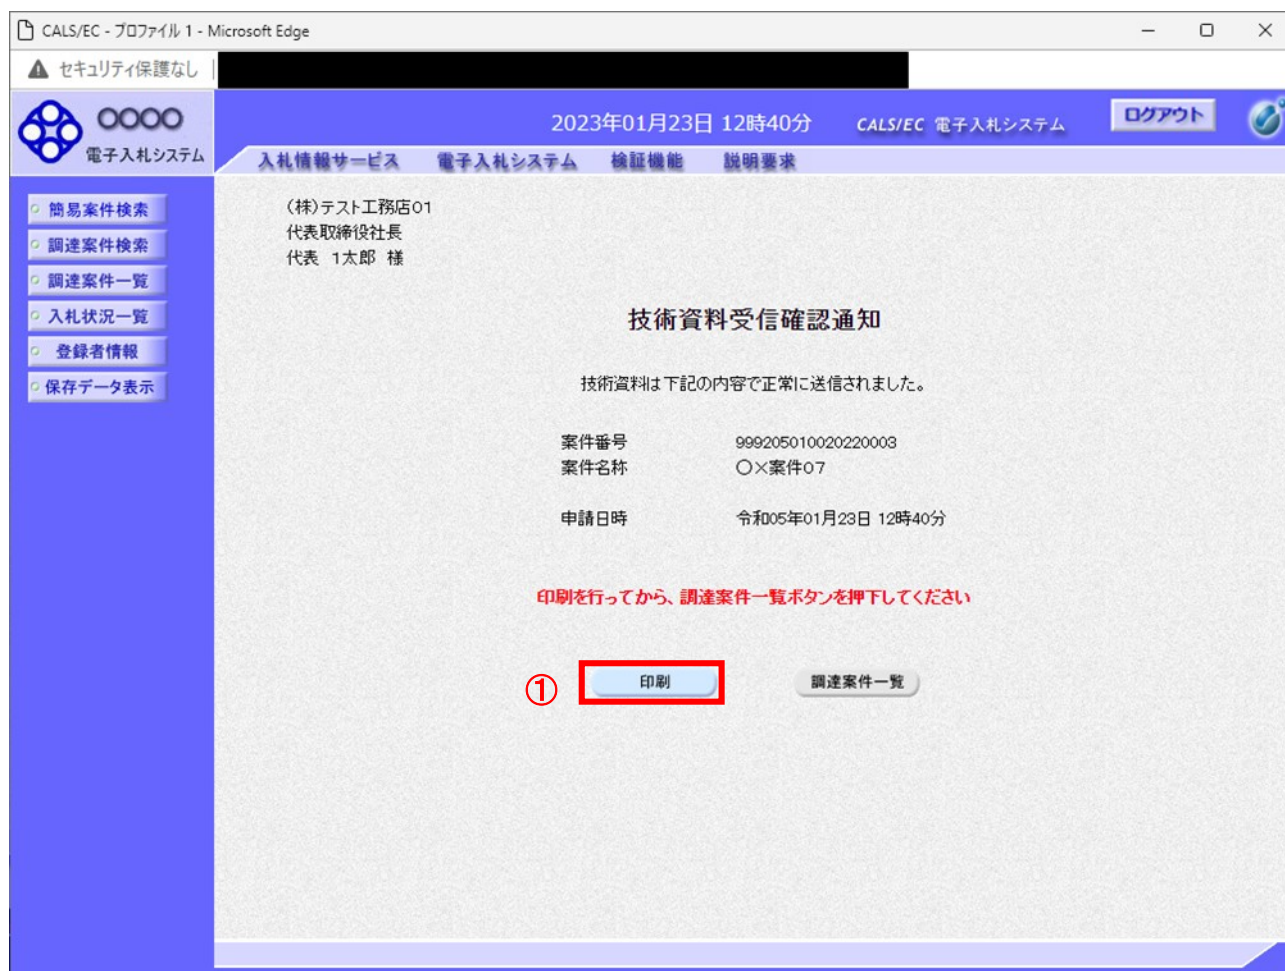 CALS/EC - プロファイル 1 - Microsoft Edge
セキュリティ保護なし
〇〇〇〇
電子入札システム
2023年01月23日 12時40分
CALS/EC 電子入札システム
ログアウト
入札情報サービス 電子入札システム 検証機能 説明要求
簡易案件検索
調達案件検索
調達案件一覧
入札状況一覧
登録者情報
保存データ表示
(株)テスト工務店01
代表取締役社長
代表 1太郎 様
技術資料受信確認通知
技術資料は下記の内容で正常に送信されました。
案件番号 999205010020220003
案件名称 〇×案件07
申請日時 令和05年01月23日 12時40分
印刷を行ってから、調達案件一覧ボタンを押下してください
① 印刷 調達案件一覧